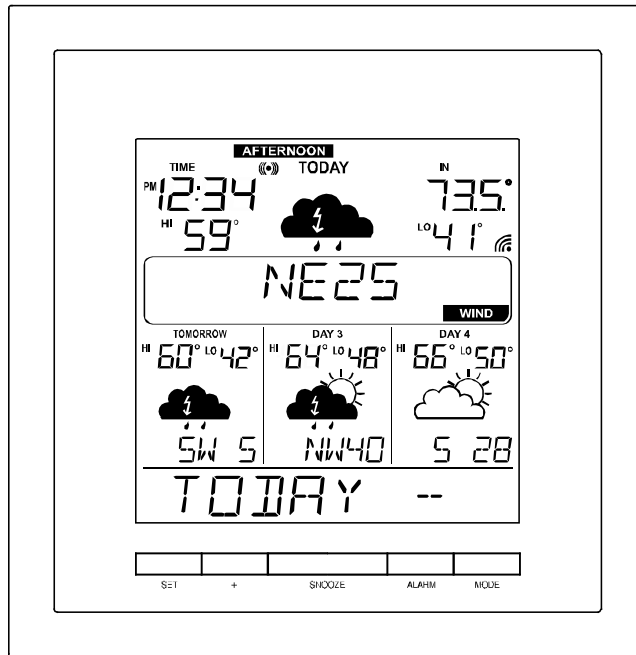 AFTERNOON
TIME TODAY IN
PM 12:34 73.5°
HI 59° LO 41°
NE25
WIND
TOMORROW DAY 3 DAY 4
HI 60° LO 42° HI 64° LO 48° HI 66° LO 50°
SW 5 NW40 S 28
TODAY --
SET + SNOOZE ALARM MODE